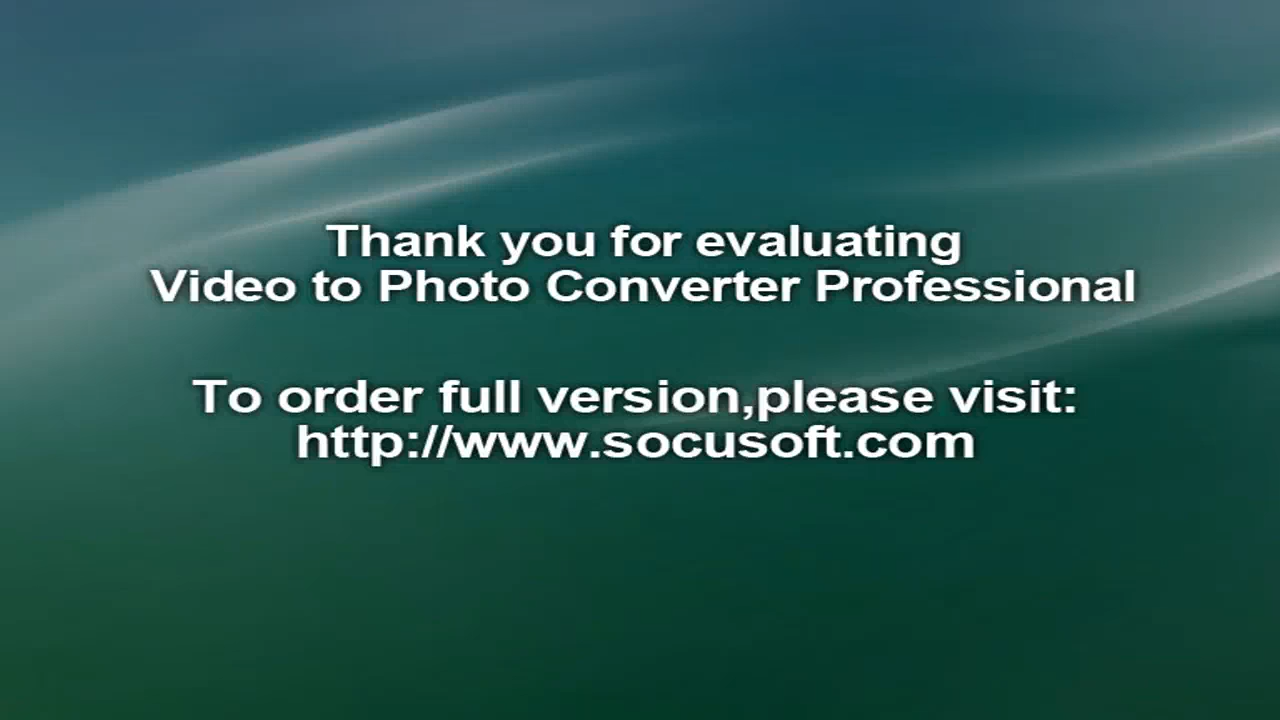 Thank you for evaluating
Video to Photo Converter Professional
To order full version,please visit:
http://www.socusoft.com